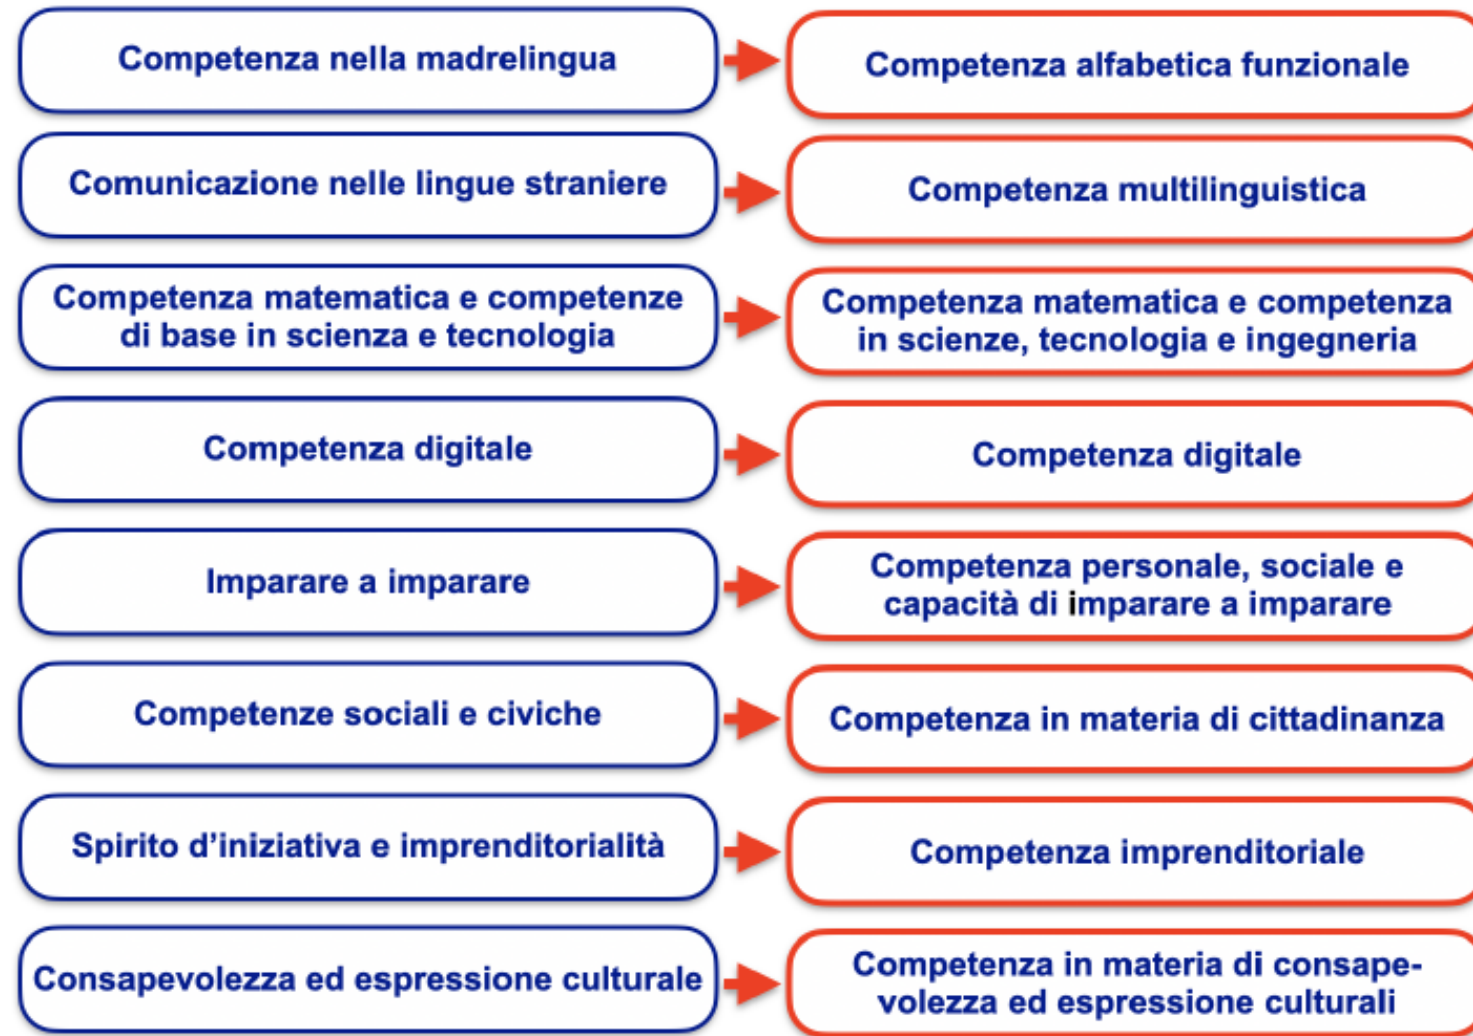 Competenza nella madrelingua
Competenza alfabetica funzionale
Comunicazione nelle lingue straniere
Competenza multilinguistica
Competenza matematica e competenze
di base in scienza e tecnologia
Competenza matematica e competenza
in scienze, tecnologia e ingegneria
Competenza digitale
Competenza digitale
Imparare a imparare
Competenza personale, sociale e
capacità di imparare a imparare
Competenze sociali e civiche
Competenza in materia di cittadinanza
Spirito d’iniziativa e imprenditorialità
Competenza imprenditoriale
Consapevolezza ed espressione culturale
Competenza in materia di consape-
volezza ed espressione culturali